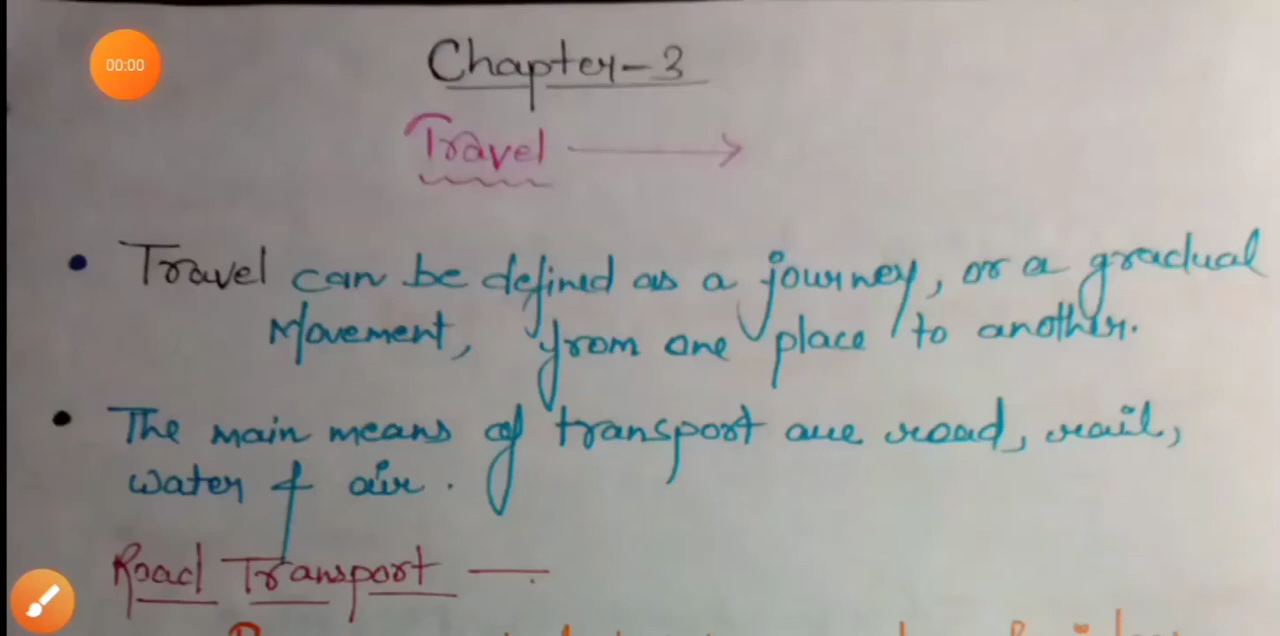 00:00
Chapter-3
Travel
• Travel can be defined as a journey, or a gradual
Movement, from one place to another.
• The main means of transport are road, rail,
water & air.
Road Transport —